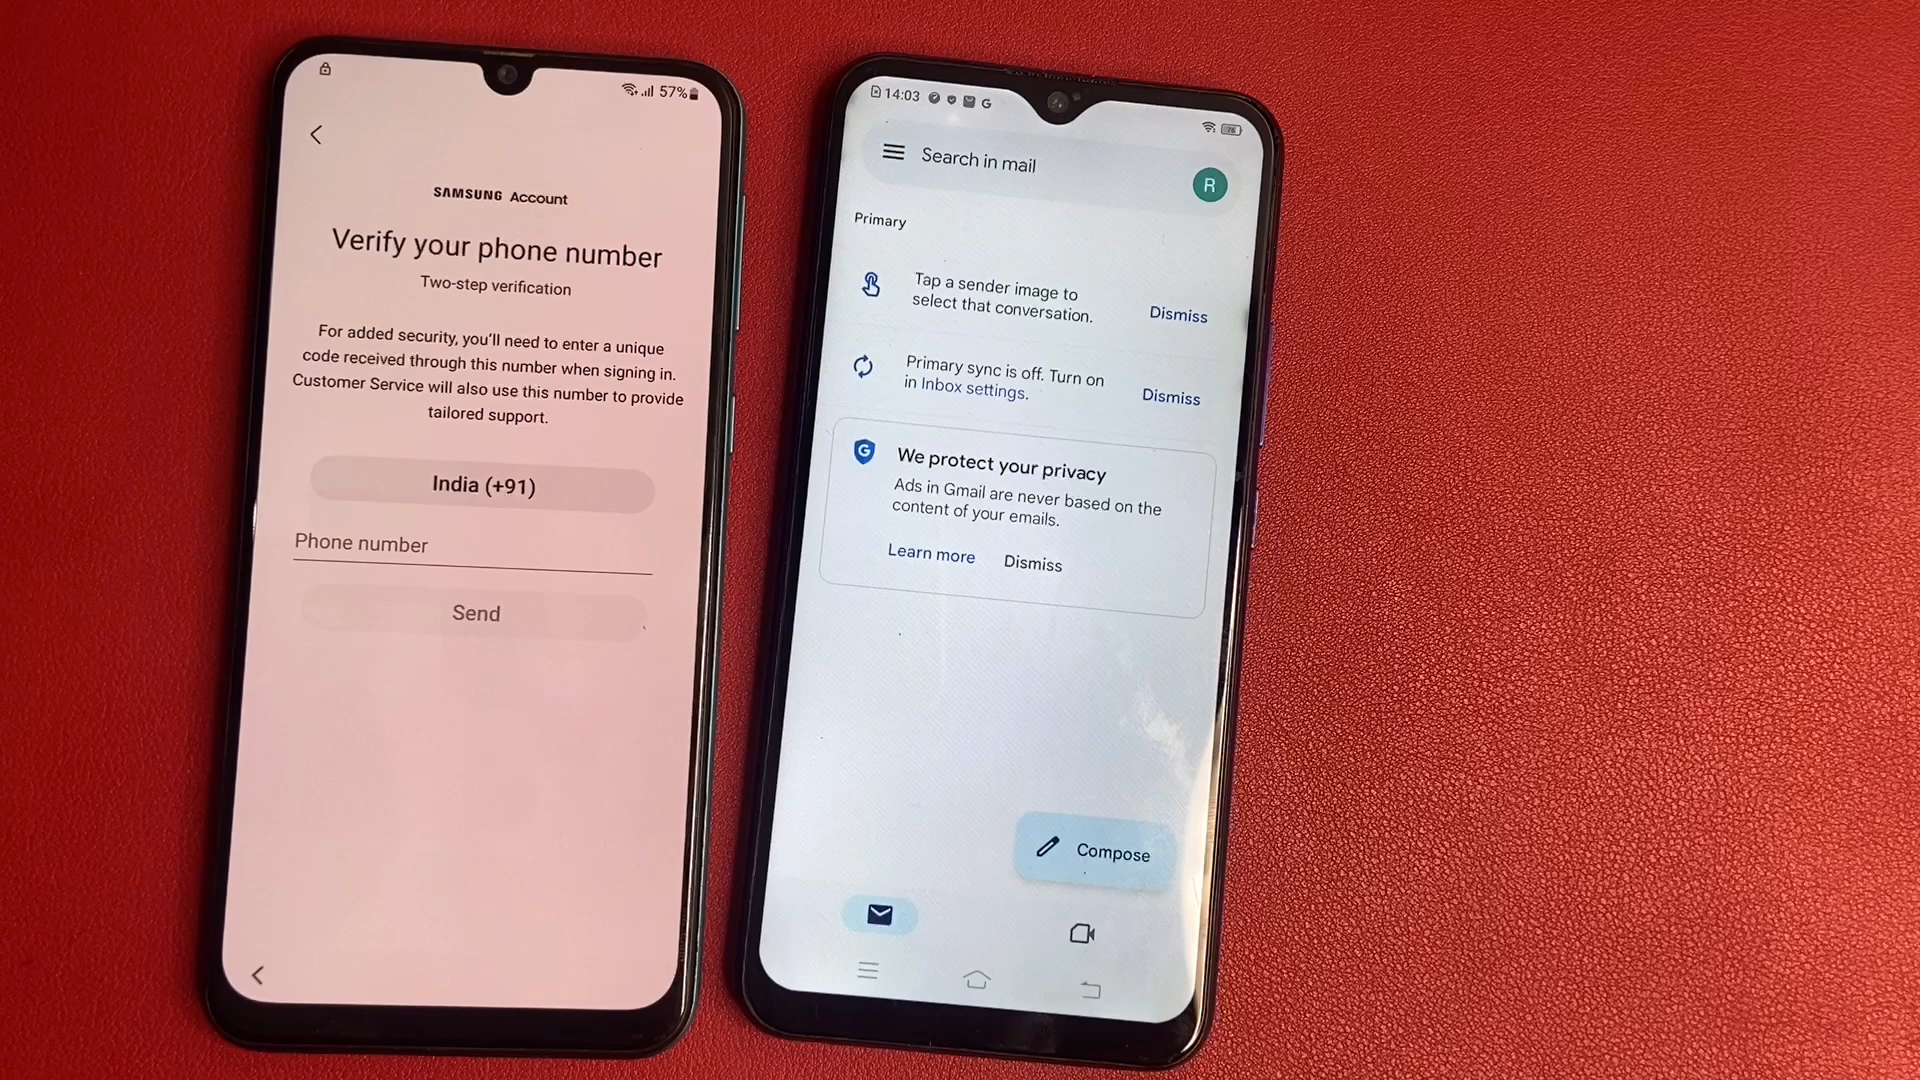 57%
SAMSUNG Account
Verify your phone number
Two-step verification
For added security, you'll need to enter a unique
code received through this number when signing in.
Customer Service will also use this number to provide
tailored support.
India (+91)
Phone number
Send
14:03
G
Search in mail
R
Primary
Tap a sender image to
select that conversation.
Dismiss
Primary sync is off. Turn on
in Inbox settings.
Dismiss
G
We protect your privacy
Ads in Gmail are never based on the
content of your emails.
Learn more
Dismiss
Compose